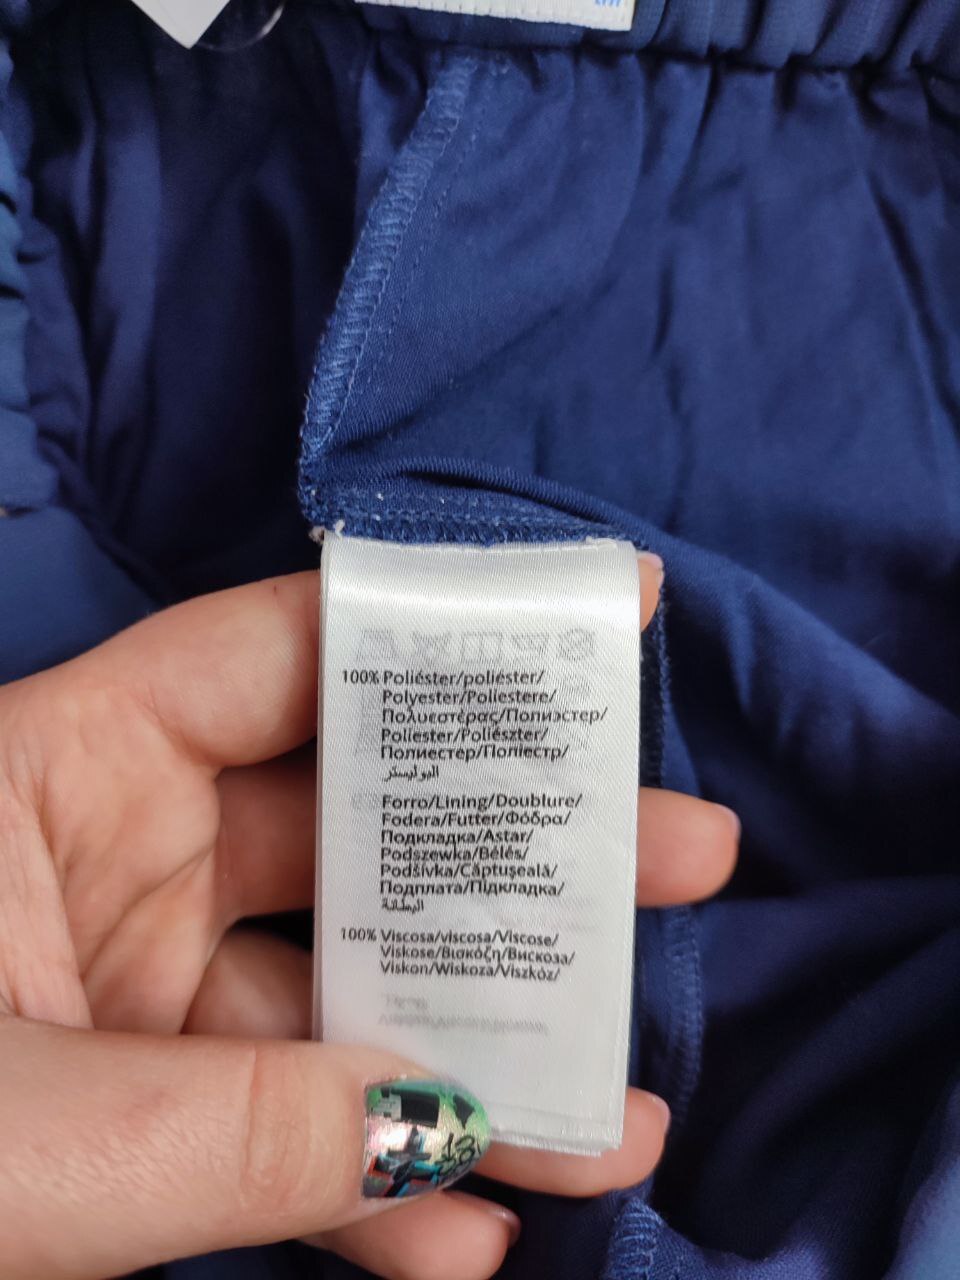 100% Poliéster/poliéster/
Polyester/Poliestere/
Πολυεστέρας/Полиэстер/
Poliester/Poliészter/
Полиестер/Поліестр/
البوليستر
Forro/Lining/Doublure/
Fodera/Futter/Φόδρα/
Подкладка/Astar/
Podszewka/Bélés/
Podšívka/Căptuşeală/
Подплата/Підкладка/
البطانة
100% Viscosa/viscosa/Viscose/
Viskose/Βισκόζη/Вискоза/
Viskon/Wiskoza/Viszkóz/